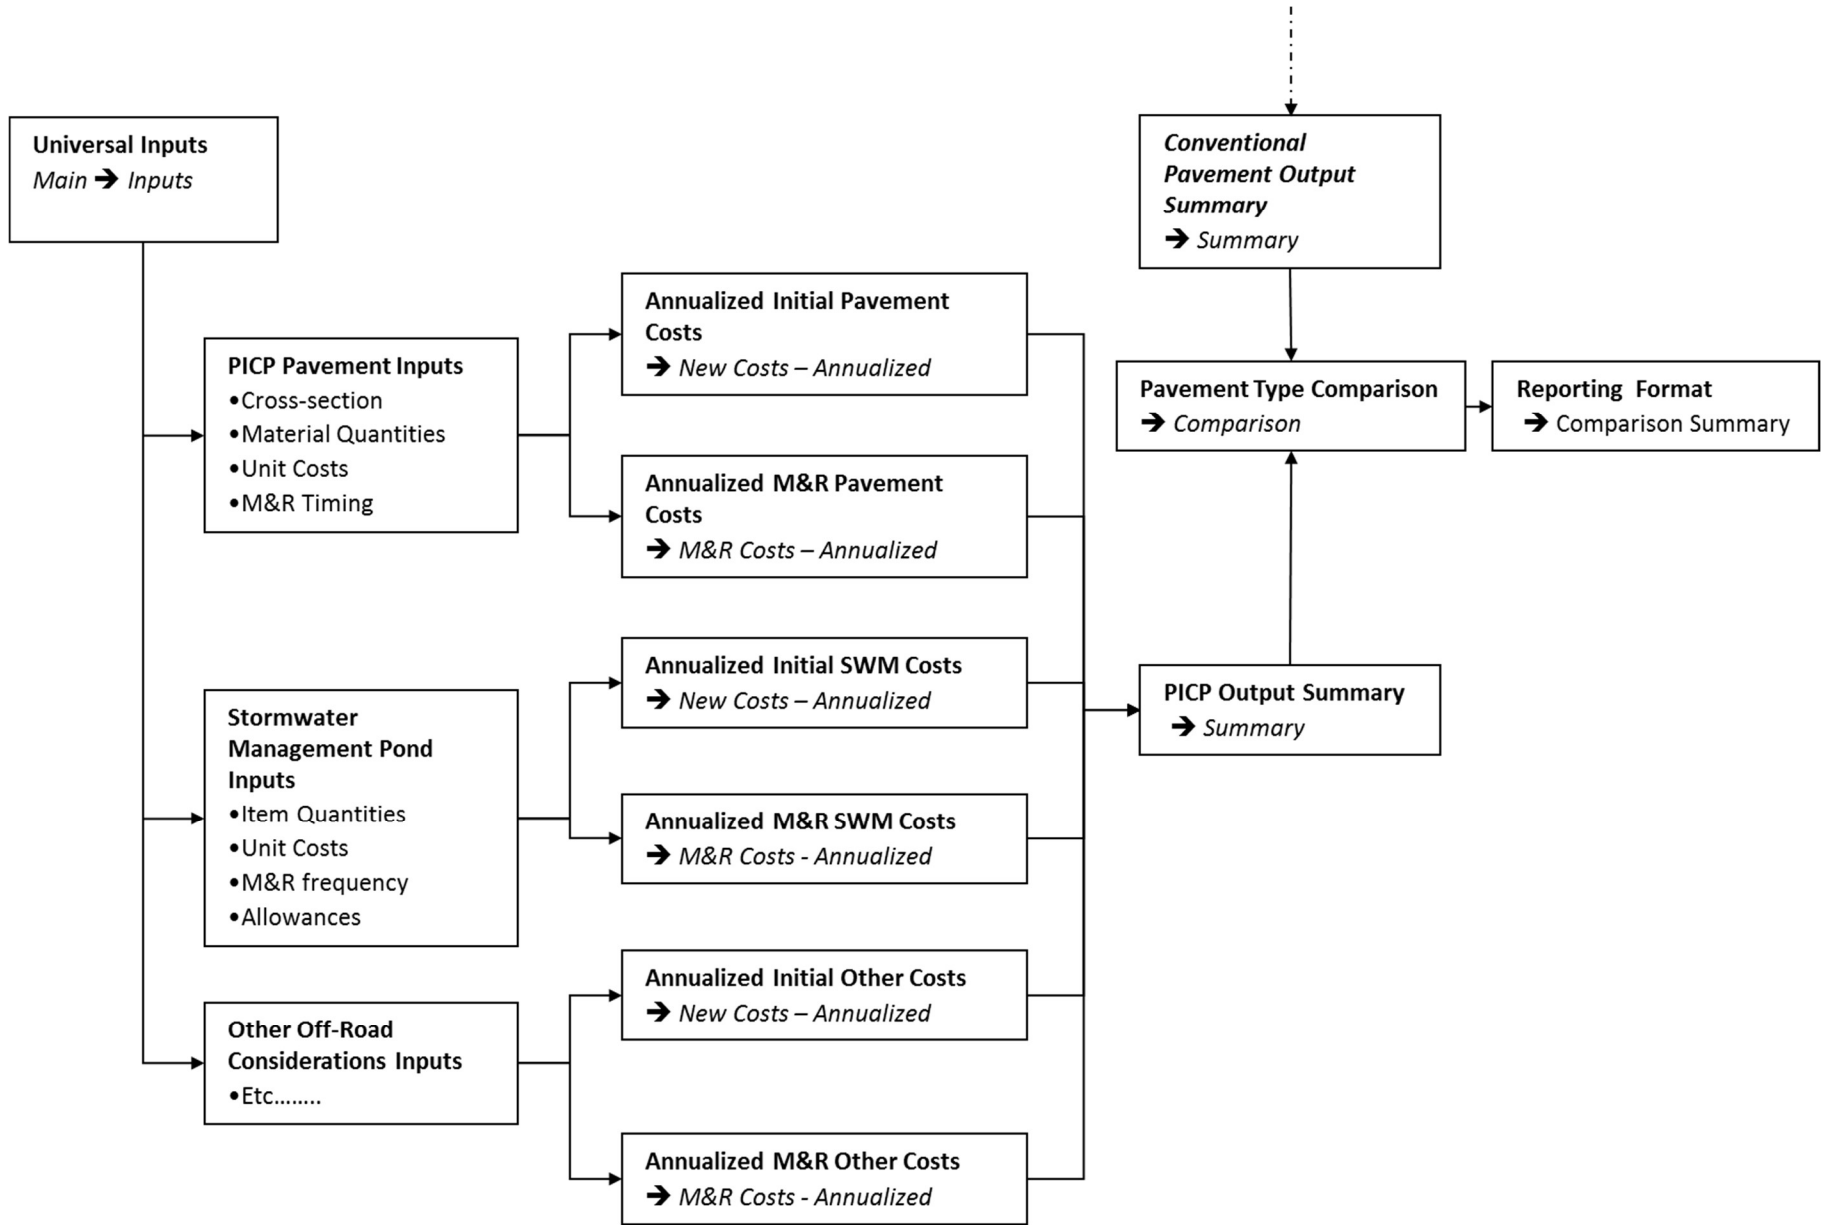 Universal Inputs
Main ➔ Inputs
PICP Pavement Inputs
•Cross-section
•Material Quantities
•Unit Costs
•M&R Timing
Stormwater
Management Pond
Inputs
•Item Quantities
•Unit Costs
•M&R frequency
•Allowances
Other Off-Road
Considerations Inputs
•Etc……..
Annualized Initial Pavement
Costs
➔ New Costs – Annualized
Annualized M&R Pavement
Costs
➔ M&R Costs – Annualized
Annualized Initial SWM Costs
➔ New Costs – Annualized
Annualized M&R SWM Costs
➔ M&R Costs - Annualized
Annualized Initial Other Costs
➔ New Costs – Annualized
Annualized M&R Other Costs
➔ M&R Costs - Annualized
Conventional
Pavement Output
Summary
➔ Summary
Pavement Type Comparison
➔ Comparison
Reporting Format
➔ Comparison Summary
PICP Output Summary
➔ Summary